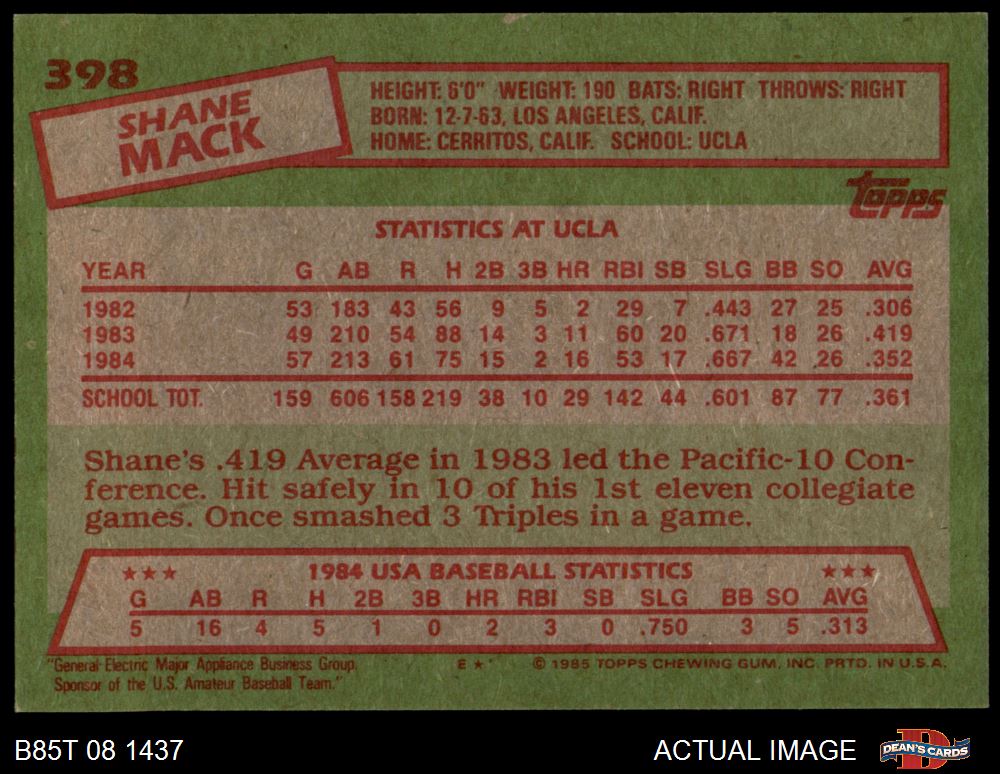 398
SHANE
MACK
HEIGHT: 6'0" WEIGHT: 190 BATS: RIGHT THROWS: RIGHT
BORN: 12-7-63, LOS ANGELES, CALIF.
HOME: CERRITOS, CALIF. SCHOOL: UCLA
topps
STATISTICS AT UCLA
YEAR G AB R H 2B 3B HR RBI SB SLG BB SO AVG
1982 53 183 43 56 9 5 2 29 7 .443 27 25 .306
1983 49 210 54 88 14 3 11 60 20 .671 18 26 .419
1984 57 213 61 75 15 2 16 53 17 .667 42 26 .352
SCHOOL TOT. 159 606 158 219 38 10 29 142 44 .601 87 77 .361
Shane's .419 Average in 1983 led the Pacific-10 Con-
ference. Hit safely in 10 of his 1st eleven collegiate
games. Once smashed 3 Triples in a game.
★★★ 1984 USA BASEBALL STATISTICS ★★★
G AB R H 2B 3B HR RBI SB SLG BB SO AVG
5 16 4 5 1 0 2 3 0 .750 3 5 .313
"General Electric Major Appliance Business Group, E★ © 1985 TOPPS CHEWING GUM, INC. PRTD. IN U.S.A.
Sponsor of the U.S. Amateur Baseball Team."
B85T 08 1437 ACTUAL IMAGE DEAN'S CARDS